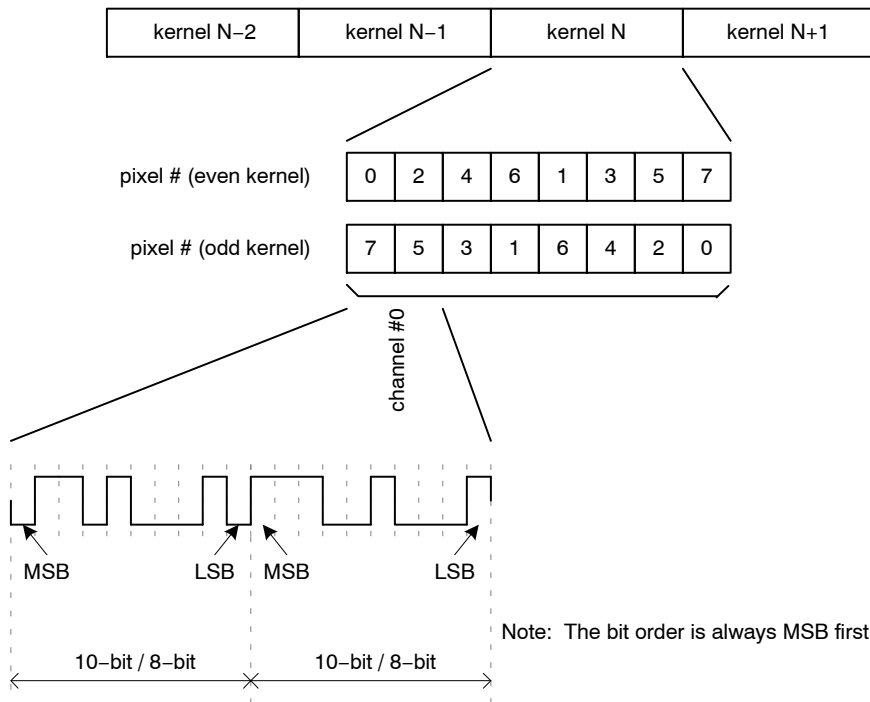 kernel N−2 kernel N−1 kernel N kernel N+1
pixel # (even kernel) 0 2 4 6 1 3 5 7
pixel # (odd kernel) 7 5 3 1 6 4 2 0
channel #0
MSB LSB MSB LSB
Note: The bit order is always MSB first
10−bit / 8−bit 10−bit / 8−bit